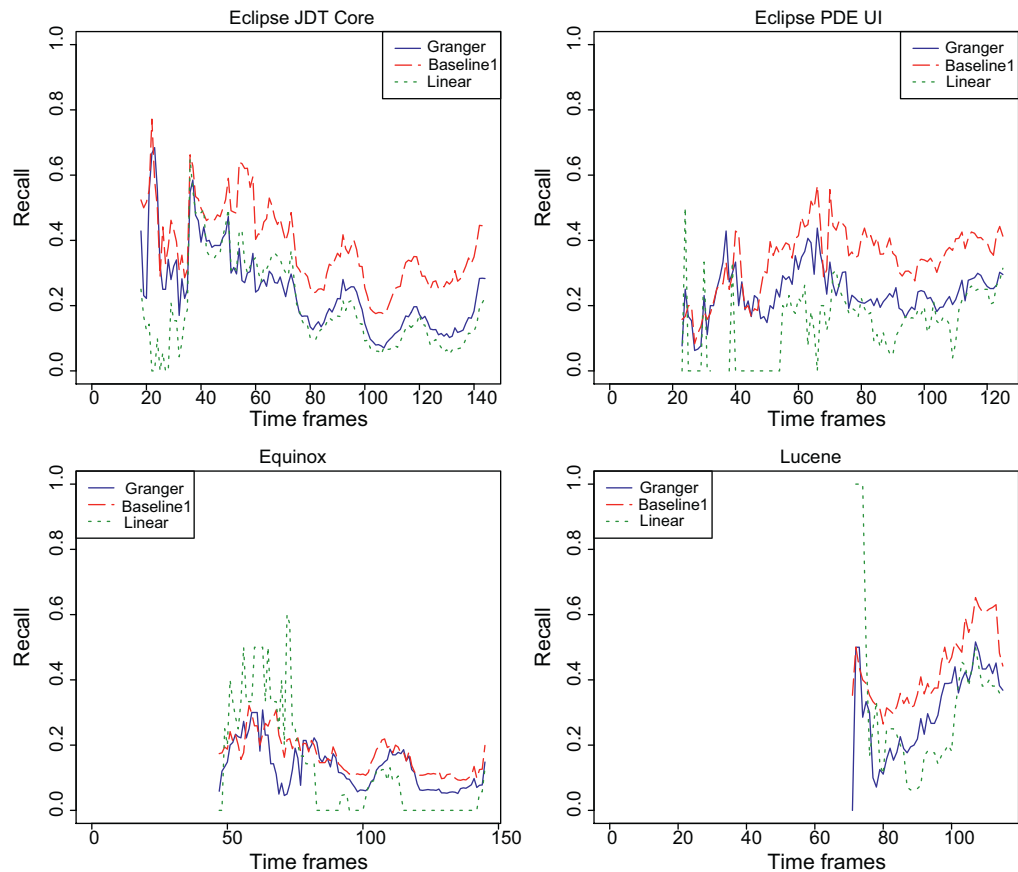 Eclipse JDT Core
Recall
0.0 0.2 0.4 0.6 0.8 1.0
Granger
Baseline1
Linear
0 20 40 60 80 100 120 140
Time frames
Eclipse PDE UI
Recall
0.0 0.2 0.4 0.6 0.8 1.0
Granger
Baseline1
Linear
0 20 40 60 80 100 120
Time frames
Equinox
Recall
0.0 0.2 0.4 0.6 0.8 1.0
Granger
Baseline1
Linear
0 50 100 150
Time frames
Lucene
Recall
0.0 0.2 0.4 0.6 0.8 1.0
Granger
Baseline1
Linear
0 20 40 60 80 100
Time frames